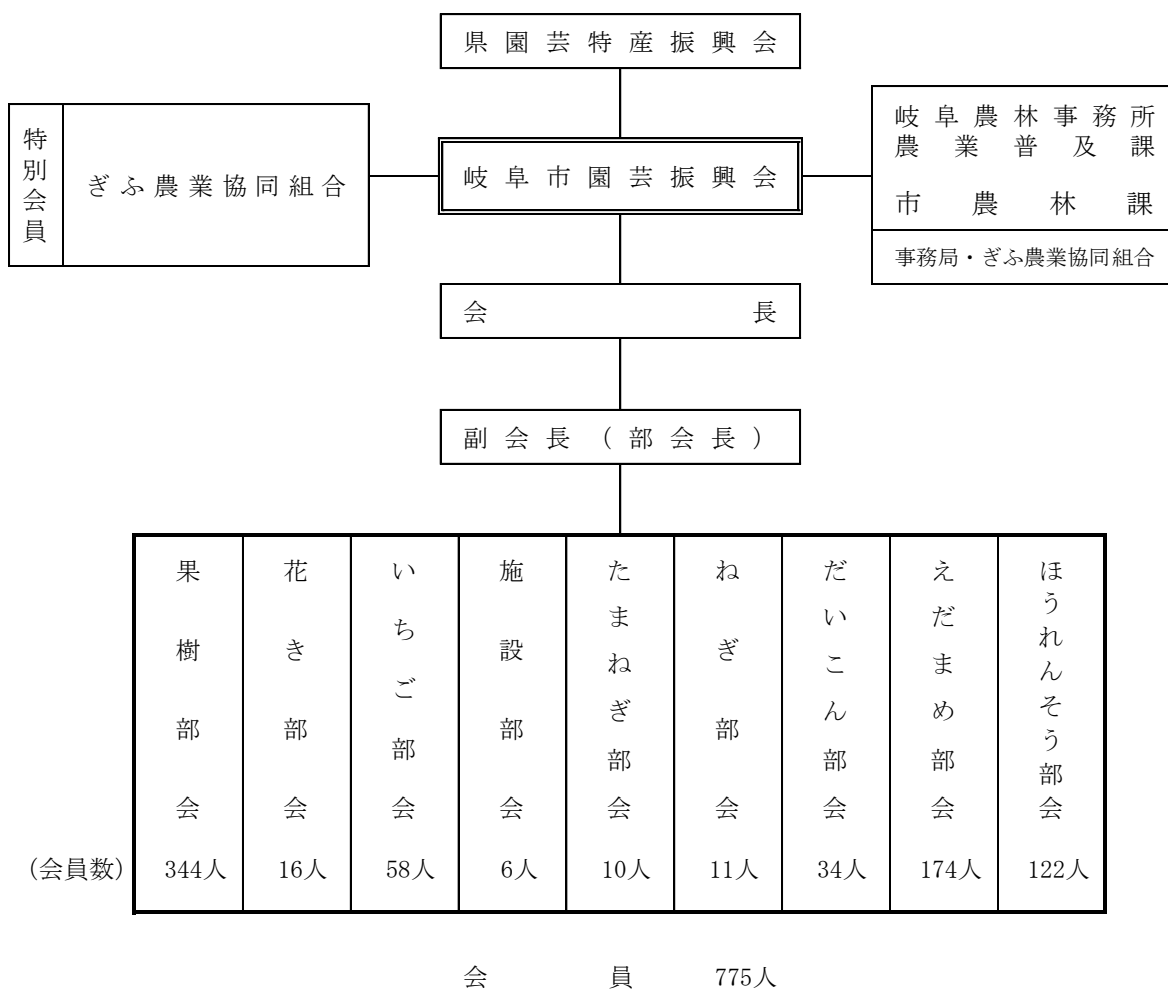 県園芸特産振興会
特別会員
ぎふ農業協同組合
岐阜市園芸振興会
岐阜農林事務所
農業普及課
市農林課
事務局・ぎふ農業協同組合
会長
副会長(部会長)
果樹部会
花き部会
いちご部会
施設部会
たまねぎ部会
ねぎ部会
だいこん部会
えだまめ部会
ほうれんそう部会
(会員数) 344人 16人 58人 6人 10人 11人 34人 174人 122人
会員 775人